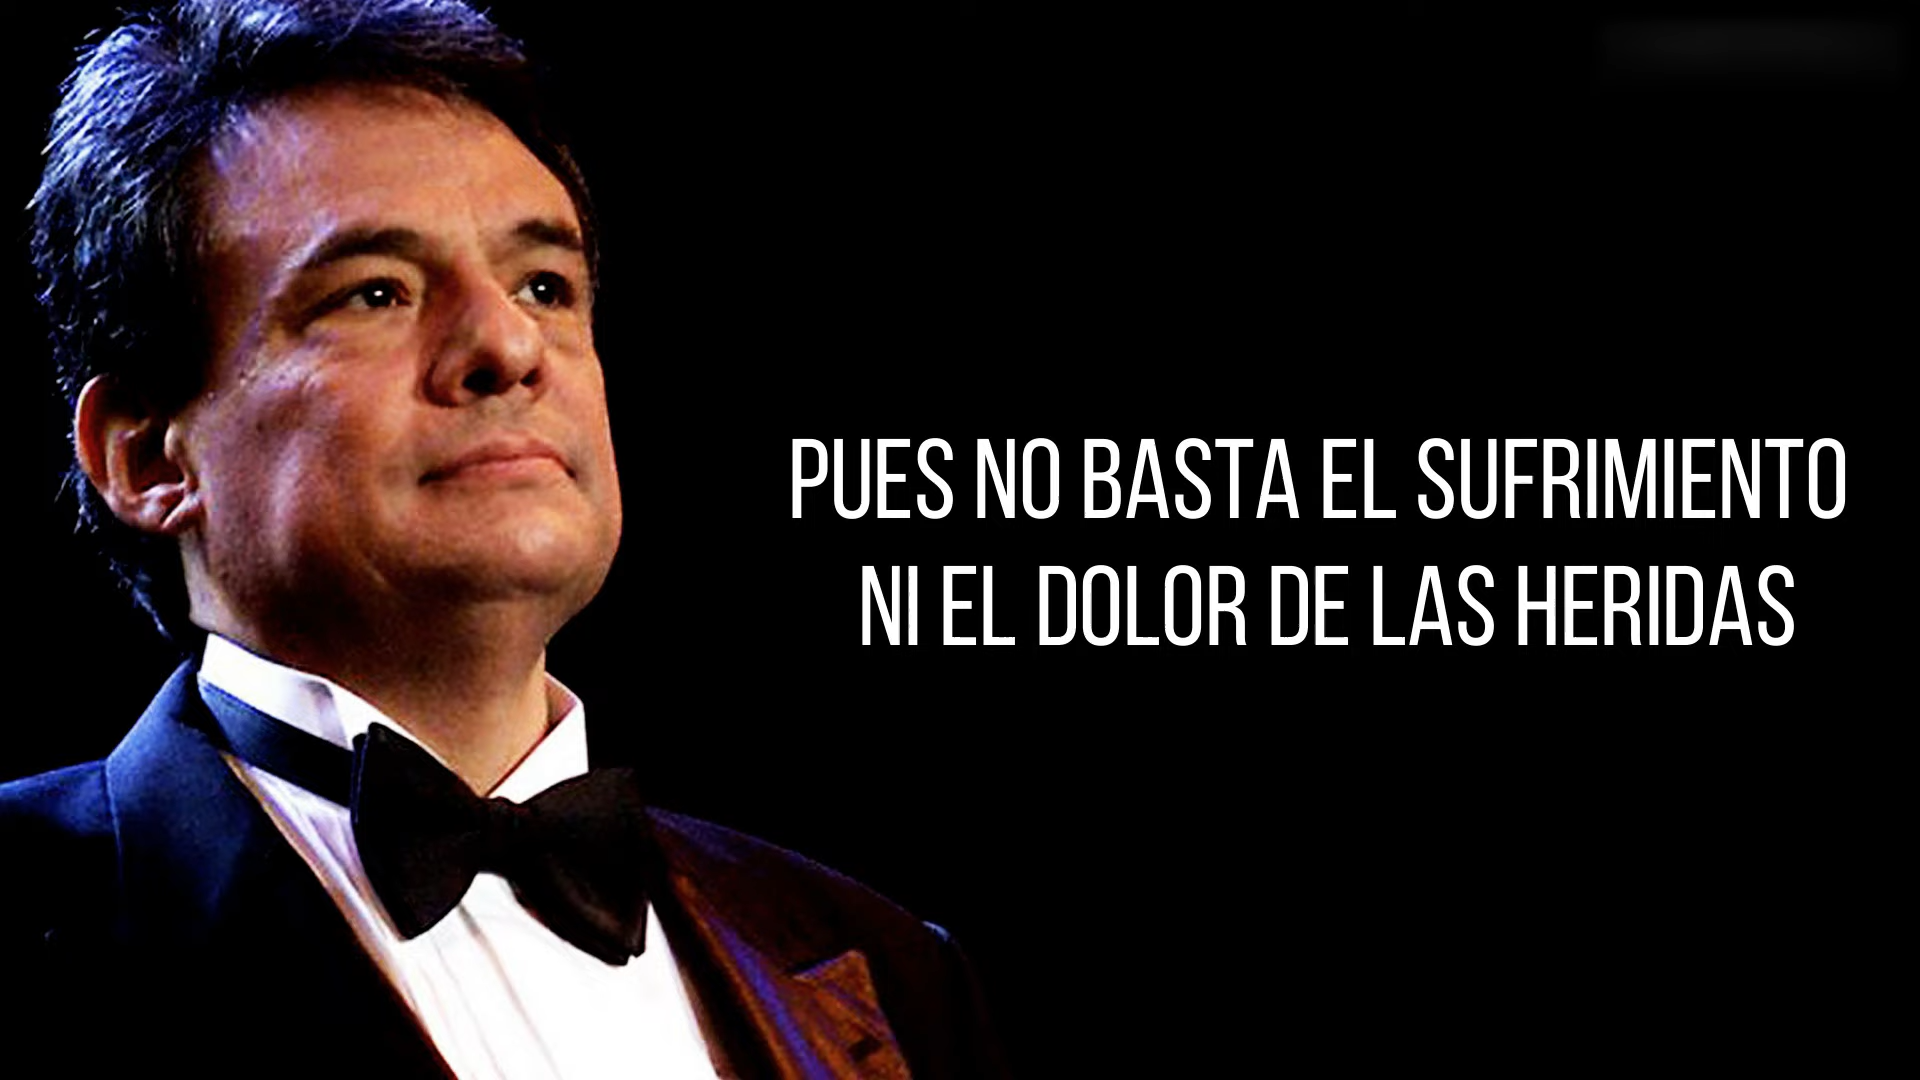 PUES NO BASTA EL SUFRIMIENTO
NI EL DOLOR DE LAS HERIDAS